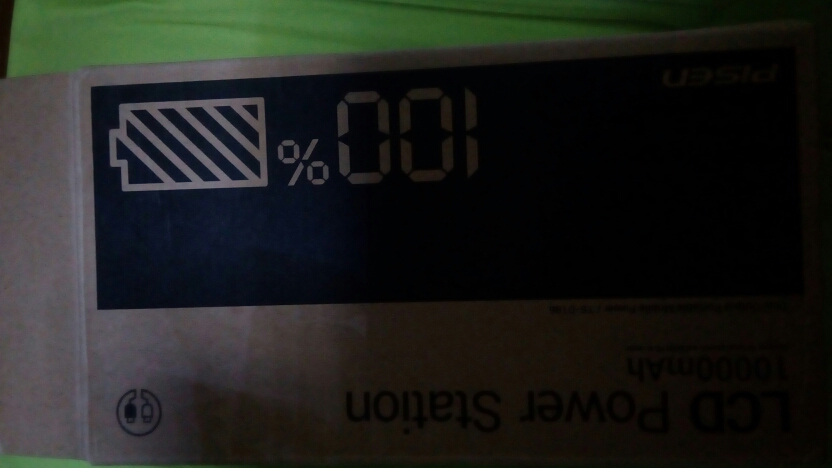 LCD Power Station
10000mAh
100%
PISEN